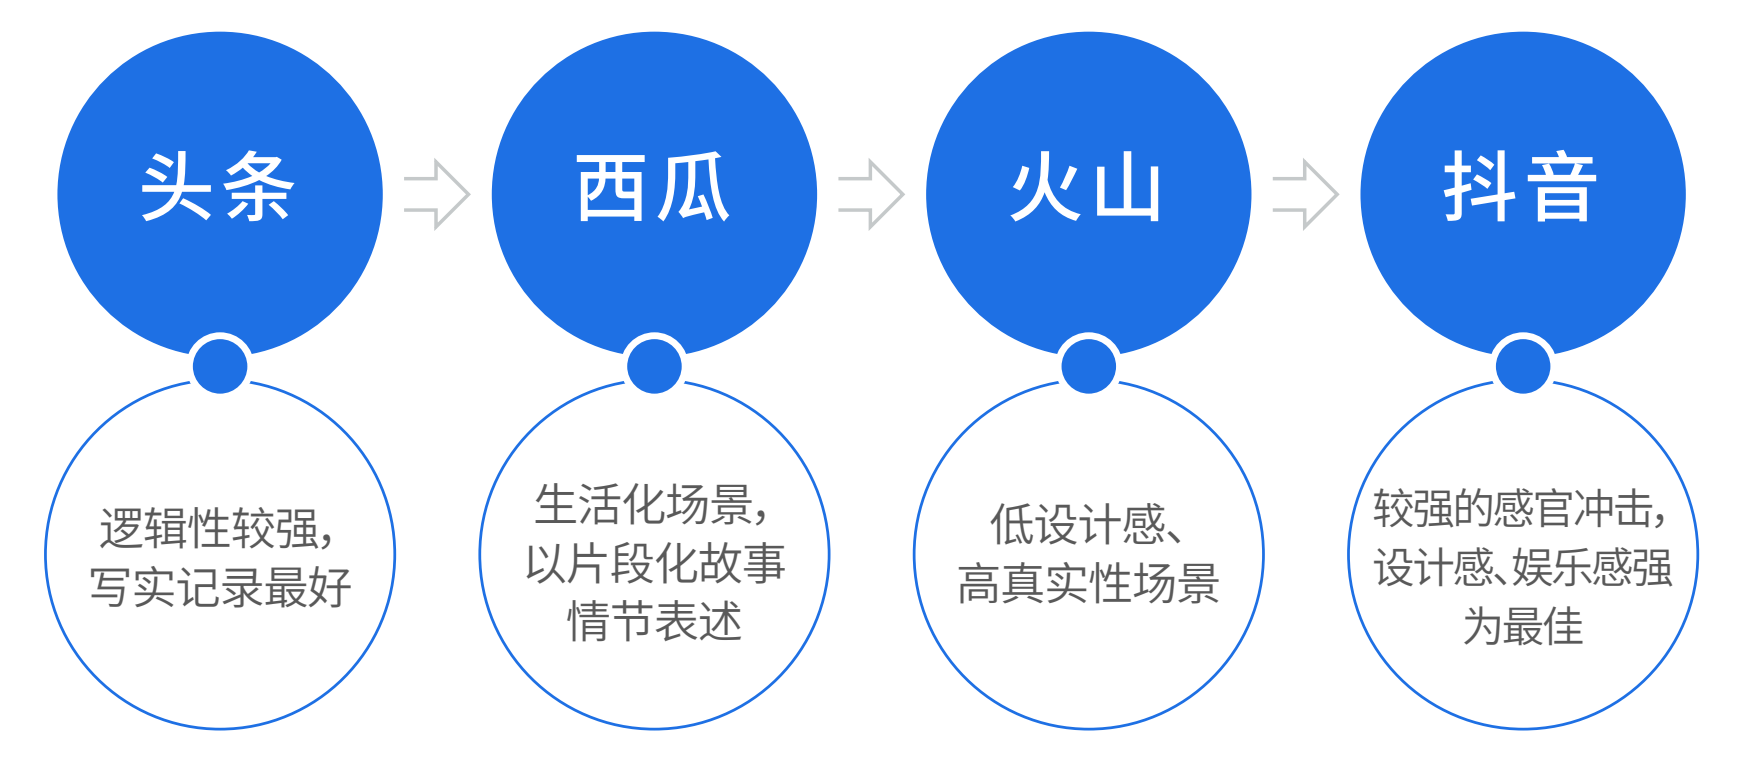 头条
西瓜
火山
抖音
逻辑性较强，
写实记录最好
生活化场景，
以片段化故事
情节表述
低设计感、
高真实性场景
较强的感官冲击，
设计感、娱乐感强
为最佳